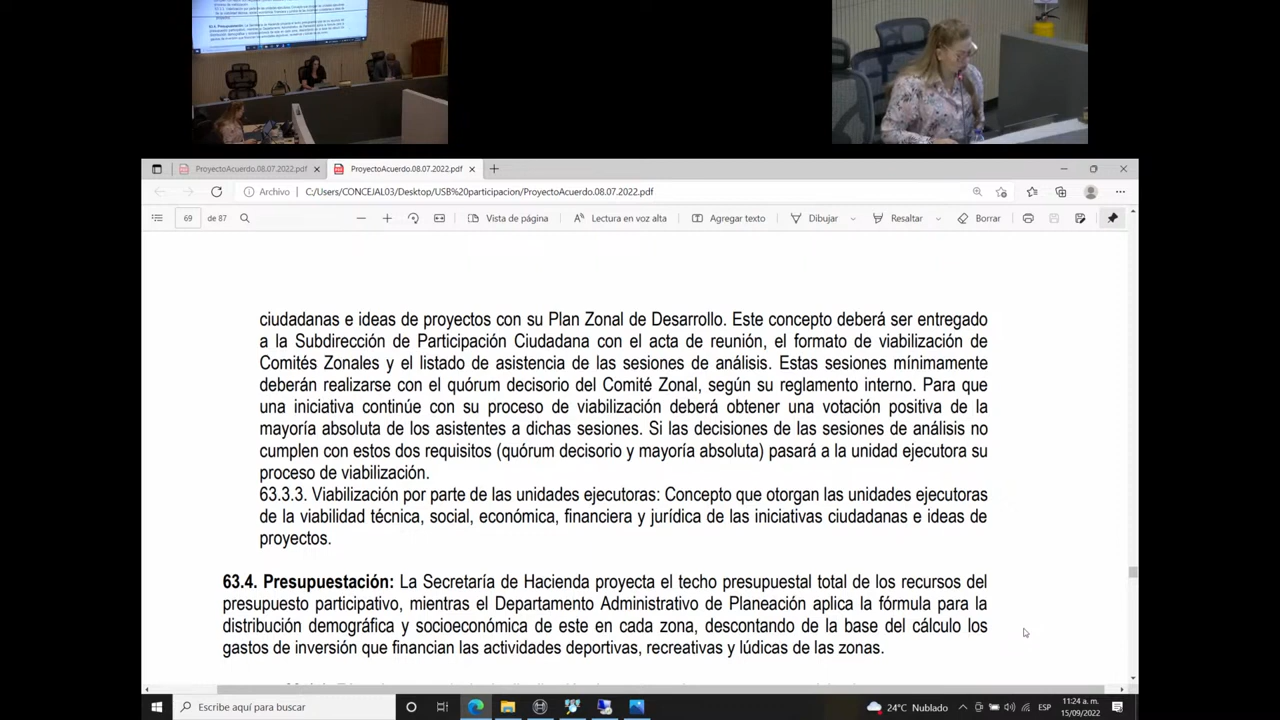 ProyectoAcuerdo.08.07.2022.pdf
ProyectoAcuerdo.08.07.2022.pdf
Archivo C:/Users/CONCEJAL03/Desktop/USB%20participacion/ProyectoAcuerdo.08.07.2022.pdf
69 de 87 Vista de página Lectura en voz alta Agregar texto Dibujar Resaltar Borrar
ciudadanas e ideas de proyectos con su Plan Zonal de Desarrollo. Este concepto deberá ser entregado
a la Subdirección de Participación Ciudadana con el acta de reunión, el formato de viabilización de
Comités Zonales y el listado de asistencia de las sesiones de análisis. Estas sesiones mínimamente
deberán realizarse con el quórum decisorio del Comité Zonal, según su reglamento interno. Para que
una iniciativa continúe con su proceso de viabilización deberá obtener una votación positiva de la
mayoría absoluta de los asistentes a dichas sesiones. Si las decisiones de las sesiones de análisis no
cumplen con estos dos requisitos (quórum decisorio y mayoría absoluta) pasará a la unidad ejecutora su
proceso de viabilización.
63.3.3. Viabilización por parte de las unidades ejecutoras: Concepto que otorgan las unidades ejecutoras
de la viabilidad técnica, social, económica, financiera y jurídica de las iniciativas ciudadanas e ideas de
proyectos.
63.4. Presupuestación: La Secretaría de Hacienda proyecta el techo presupuestal total de los recursos del
presupuesto participativo, mientras el Departamento Administrativo de Planeación aplica la fórmula para la
distribución demográfica y socioeconómica de este en cada zona, descontando de la base del cálculo los
gastos de inversión que financian las actividades deportivas, recreativas y lúdicas de las zonas.
Escribe aquí para buscar
24°C Nublado
ESP
11:24 a. m.
15/09/2022